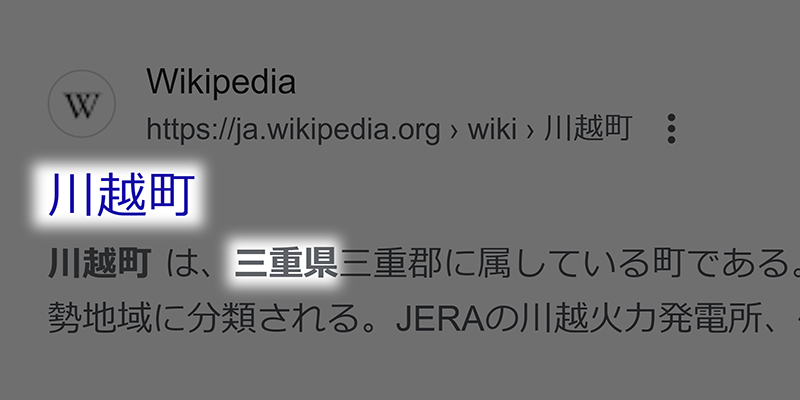 W
Wikipedia
https://ja.wikipedia.org › wiki › 川越町
川越町
川越町 は、三重県三重郡に属している町である。
勢地域に分類される。JERAの川越火力発電所、